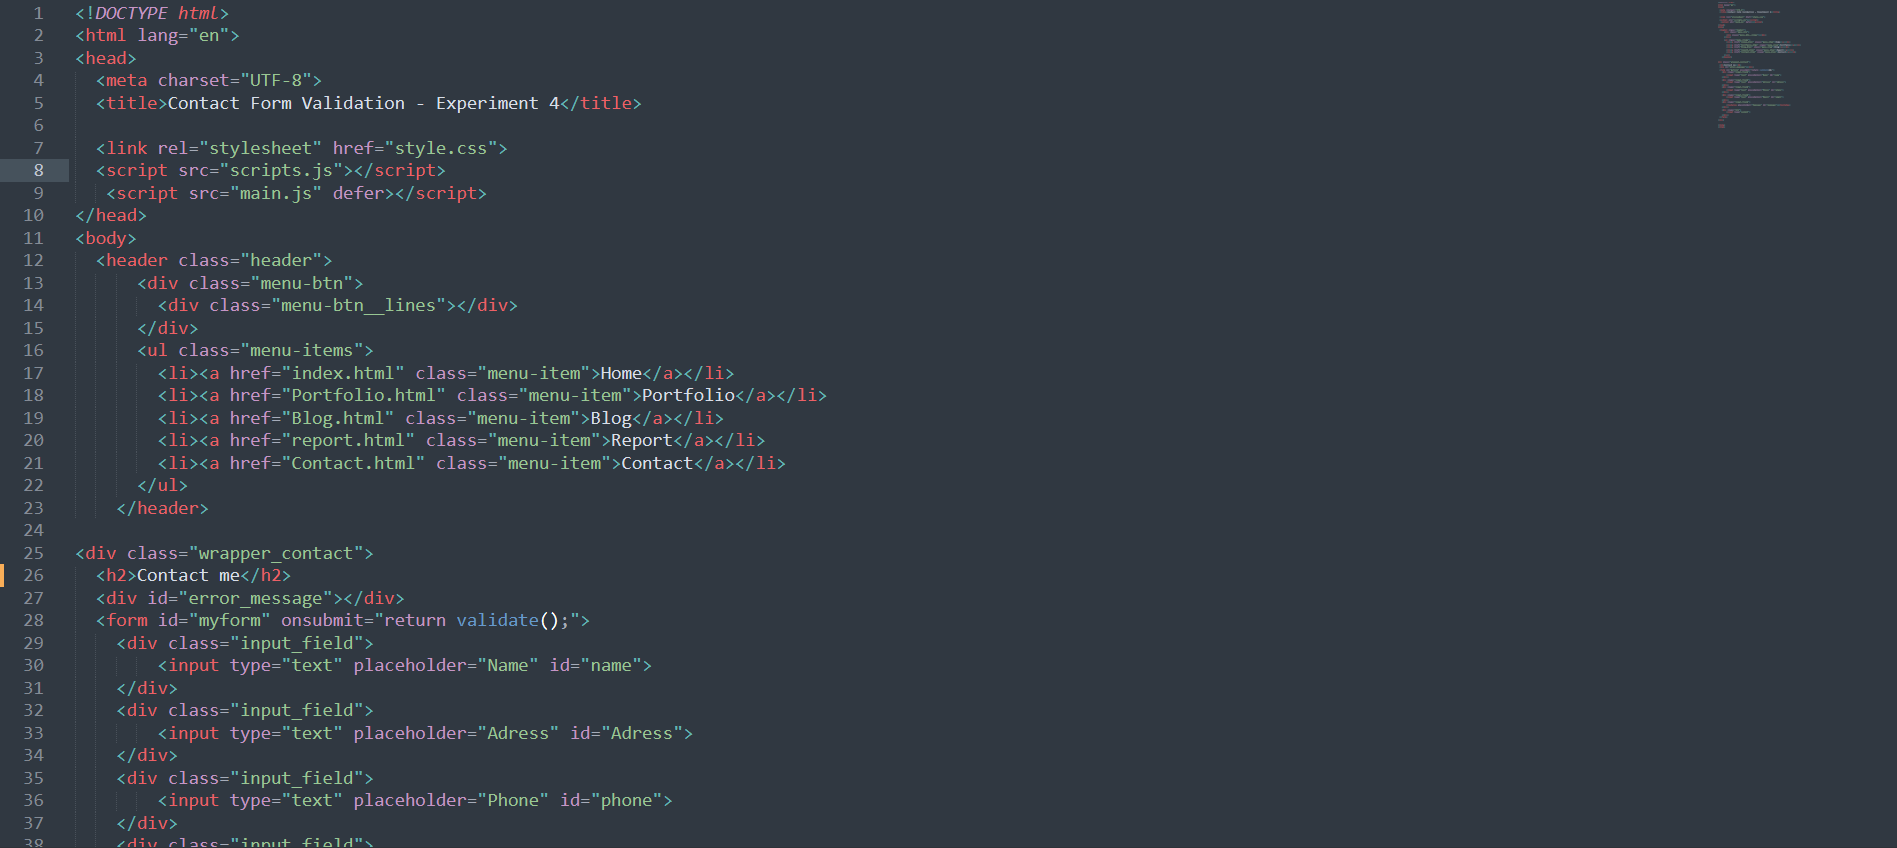 1 <!DOCTYPE html>
2 <html lang="en">
3 <head>
4   <meta charset="UTF-8">
5   <title>Contact Form Validation - Experiment 4</title>
6
7   <link rel="stylesheet" href="style.css">
8   <script src="scripts.js"></script>
9    <script src="main.js" defer></script>
10 </head>
11 <body>
12   <header class="header">
13       <div class="menu-btn">
14         <div class="menu-btn__lines"></div>
15       </div>
16       <ul class="menu-items">
17         <li><a href="index.html" class="menu-item">Home</a></li>
18         <li><a href="Portfolio.html" class="menu-item">Portfolio</a></li>
19         <li><a href="Blog.html" class="menu-item">Blog</a></li>
20         <li><a href="report.html" class="menu-item">Report</a></li>
21         <li><a href="Contact.html" class="menu-item">Contact</a></li>
22       </ul>
23     </header>
24
25 <div class="wrapper_contact">
26   <h2>Contact me</h2>
27   <div id="error_message"></div>
28   <form id="myform" onsubmit="return validate();">
29     <div class="input_field">
30         <input type="text" placeholder="Name" id="name">
31     </div>
32     <div class="input_field">
33         <input type="text" placeholder="Adress" id="Adress">
34     </div>
35     <div class="input_field">
36         <input type="text" placeholder="Phone" id="phone">
37     </div>
38     <div class="input_field">